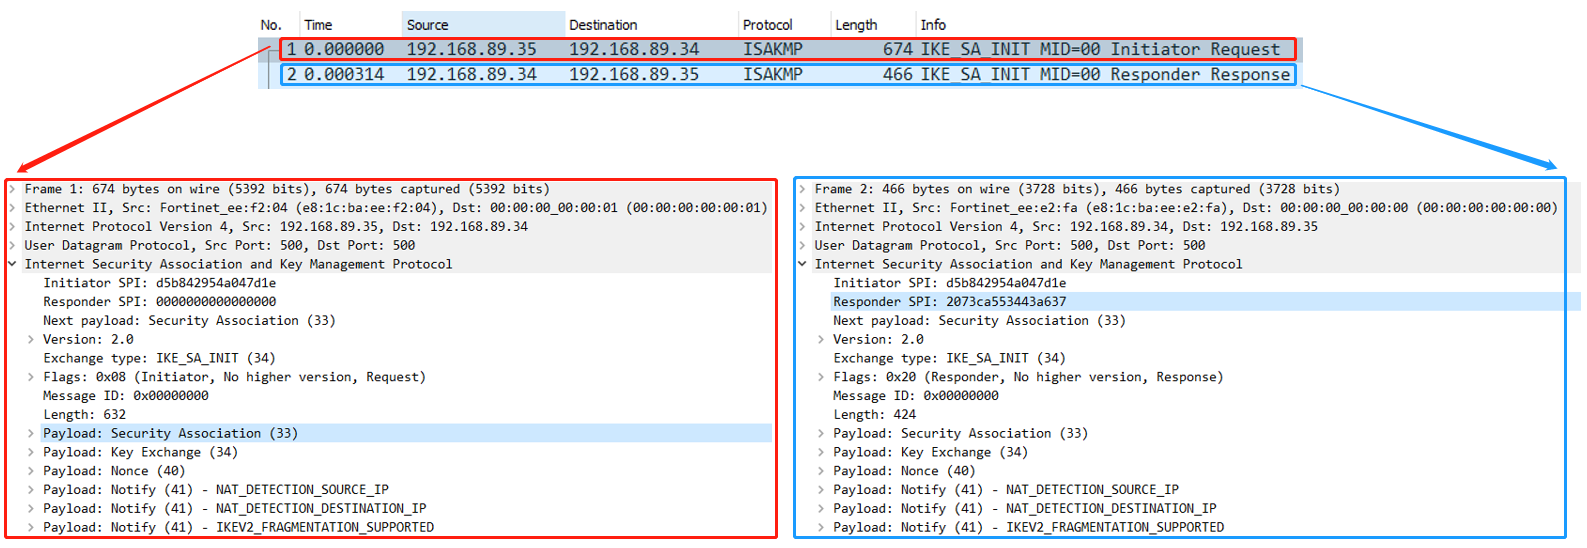 No. Time Source Destination Protocol Length Info
1 0.000000 192.168.89.35 192.168.89.34 ISAKMP 674 IKE_SA_INIT MID=00 Initiator Request
2 0.000314 192.168.89.34 192.168.89.35 ISAKMP 466 IKE_SA_INIT MID=00 Responder Response
Frame 1: 674 bytes on wire (5392 bits), 674 bytes captured (5392 bits)
Ethernet II, Src: Fortinet_ee:f2:04 (e8:1c:ba:ee:f2:04), Dst: 00:00:00_00:00:01 (00:00:00:00:00:01)
Internet Protocol Version 4, Src: 192.168.89.35, Dst: 192.168.89.34
User Datagram Protocol, Src Port: 500, Dst Port: 500
Internet Security Association and Key Management Protocol
Initiator SPI: d5b842954a047d1e
Responder SPI: 0000000000000000
Next payload: Security Association (33)
Version: 2.0
Exchange type: IKE_SA_INIT (34)
Flags: 0x08 (Initiator, No higher version, Request)
Message ID: 0x00000000
Length: 632
Payload: Security Association (33)
Payload: Key Exchange (34)
Payload: Nonce (40)
Payload: Notify (41) - NAT_DETECTION_SOURCE_IP
Payload: Notify (41) - NAT_DETECTION_DESTINATION_IP
Payload: Notify (41) - IKEV2_FRAGMENTATION_SUPPORTED
Frame 2: 466 bytes on wire (3728 bits), 466 bytes captured (3728 bits)
Ethernet II, Src: Fortinet_ee:e2:fa (e8:1c:ba:ee:e2:fa), Dst: 00:00:00_00:00:00 (00:00:00:00:00:00)
Internet Protocol Version 4, Src: 192.168.89.34, Dst: 192.168.89.35
User Datagram Protocol, Src Port: 500, Dst Port: 500
Internet Security Association and Key Management Protocol
Initiator SPI: d5b842954a047d1e
Responder SPI: 2073ca553443a637
Next payload: Security Association (33)
Version: 2.0
Exchange type: IKE_SA_INIT (34)
Flags: 0x20 (Responder, No higher version, Response)
Message ID: 0x00000000
Length: 424
Payload: Security Association (33)
Payload: Key Exchange (34)
Payload: Nonce (40)
Payload: Notify (41) - NAT_DETECTION_SOURCE_IP
Payload: Notify (41) - NAT_DETECTION_DESTINATION_IP
Payload: Notify (41) - IKEV2_FRAGMENTATION_SUPPORTED